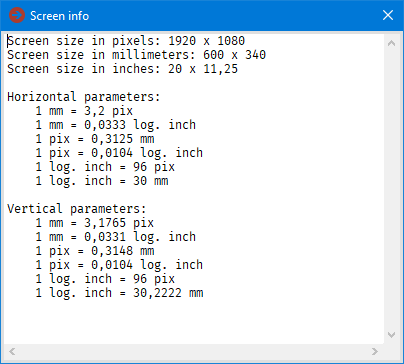 Screen info
Screen size in pixels: 1920 x 1080
Screen size in millimeters: 600 x 340
Screen size in inches: 20 x 11,25

Horizontal parameters:
    1 mm = 3,2 pix
    1 mm = 0,0333 log. inch
    1 pix = 0,3125 mm
    1 pix = 0,0104 log. inch
    1 log. inch = 96 pix
    1 log. inch = 30 mm

Vertical parameters:
    1 mm = 3,1765 pix
    1 mm = 0,0331 log. inch
    1 pix = 0,3148 mm
    1 pix = 0,0104 log. inch
    1 log. inch = 96 pix
    1 log. inch = 30,2222 mm